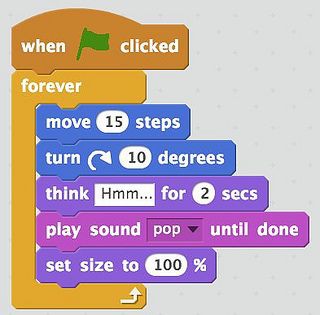 when clicked
forever
move 15 steps
turn 10 degrees
think Hmm... for 2 secs
play sound pop until done
set size to 100 %